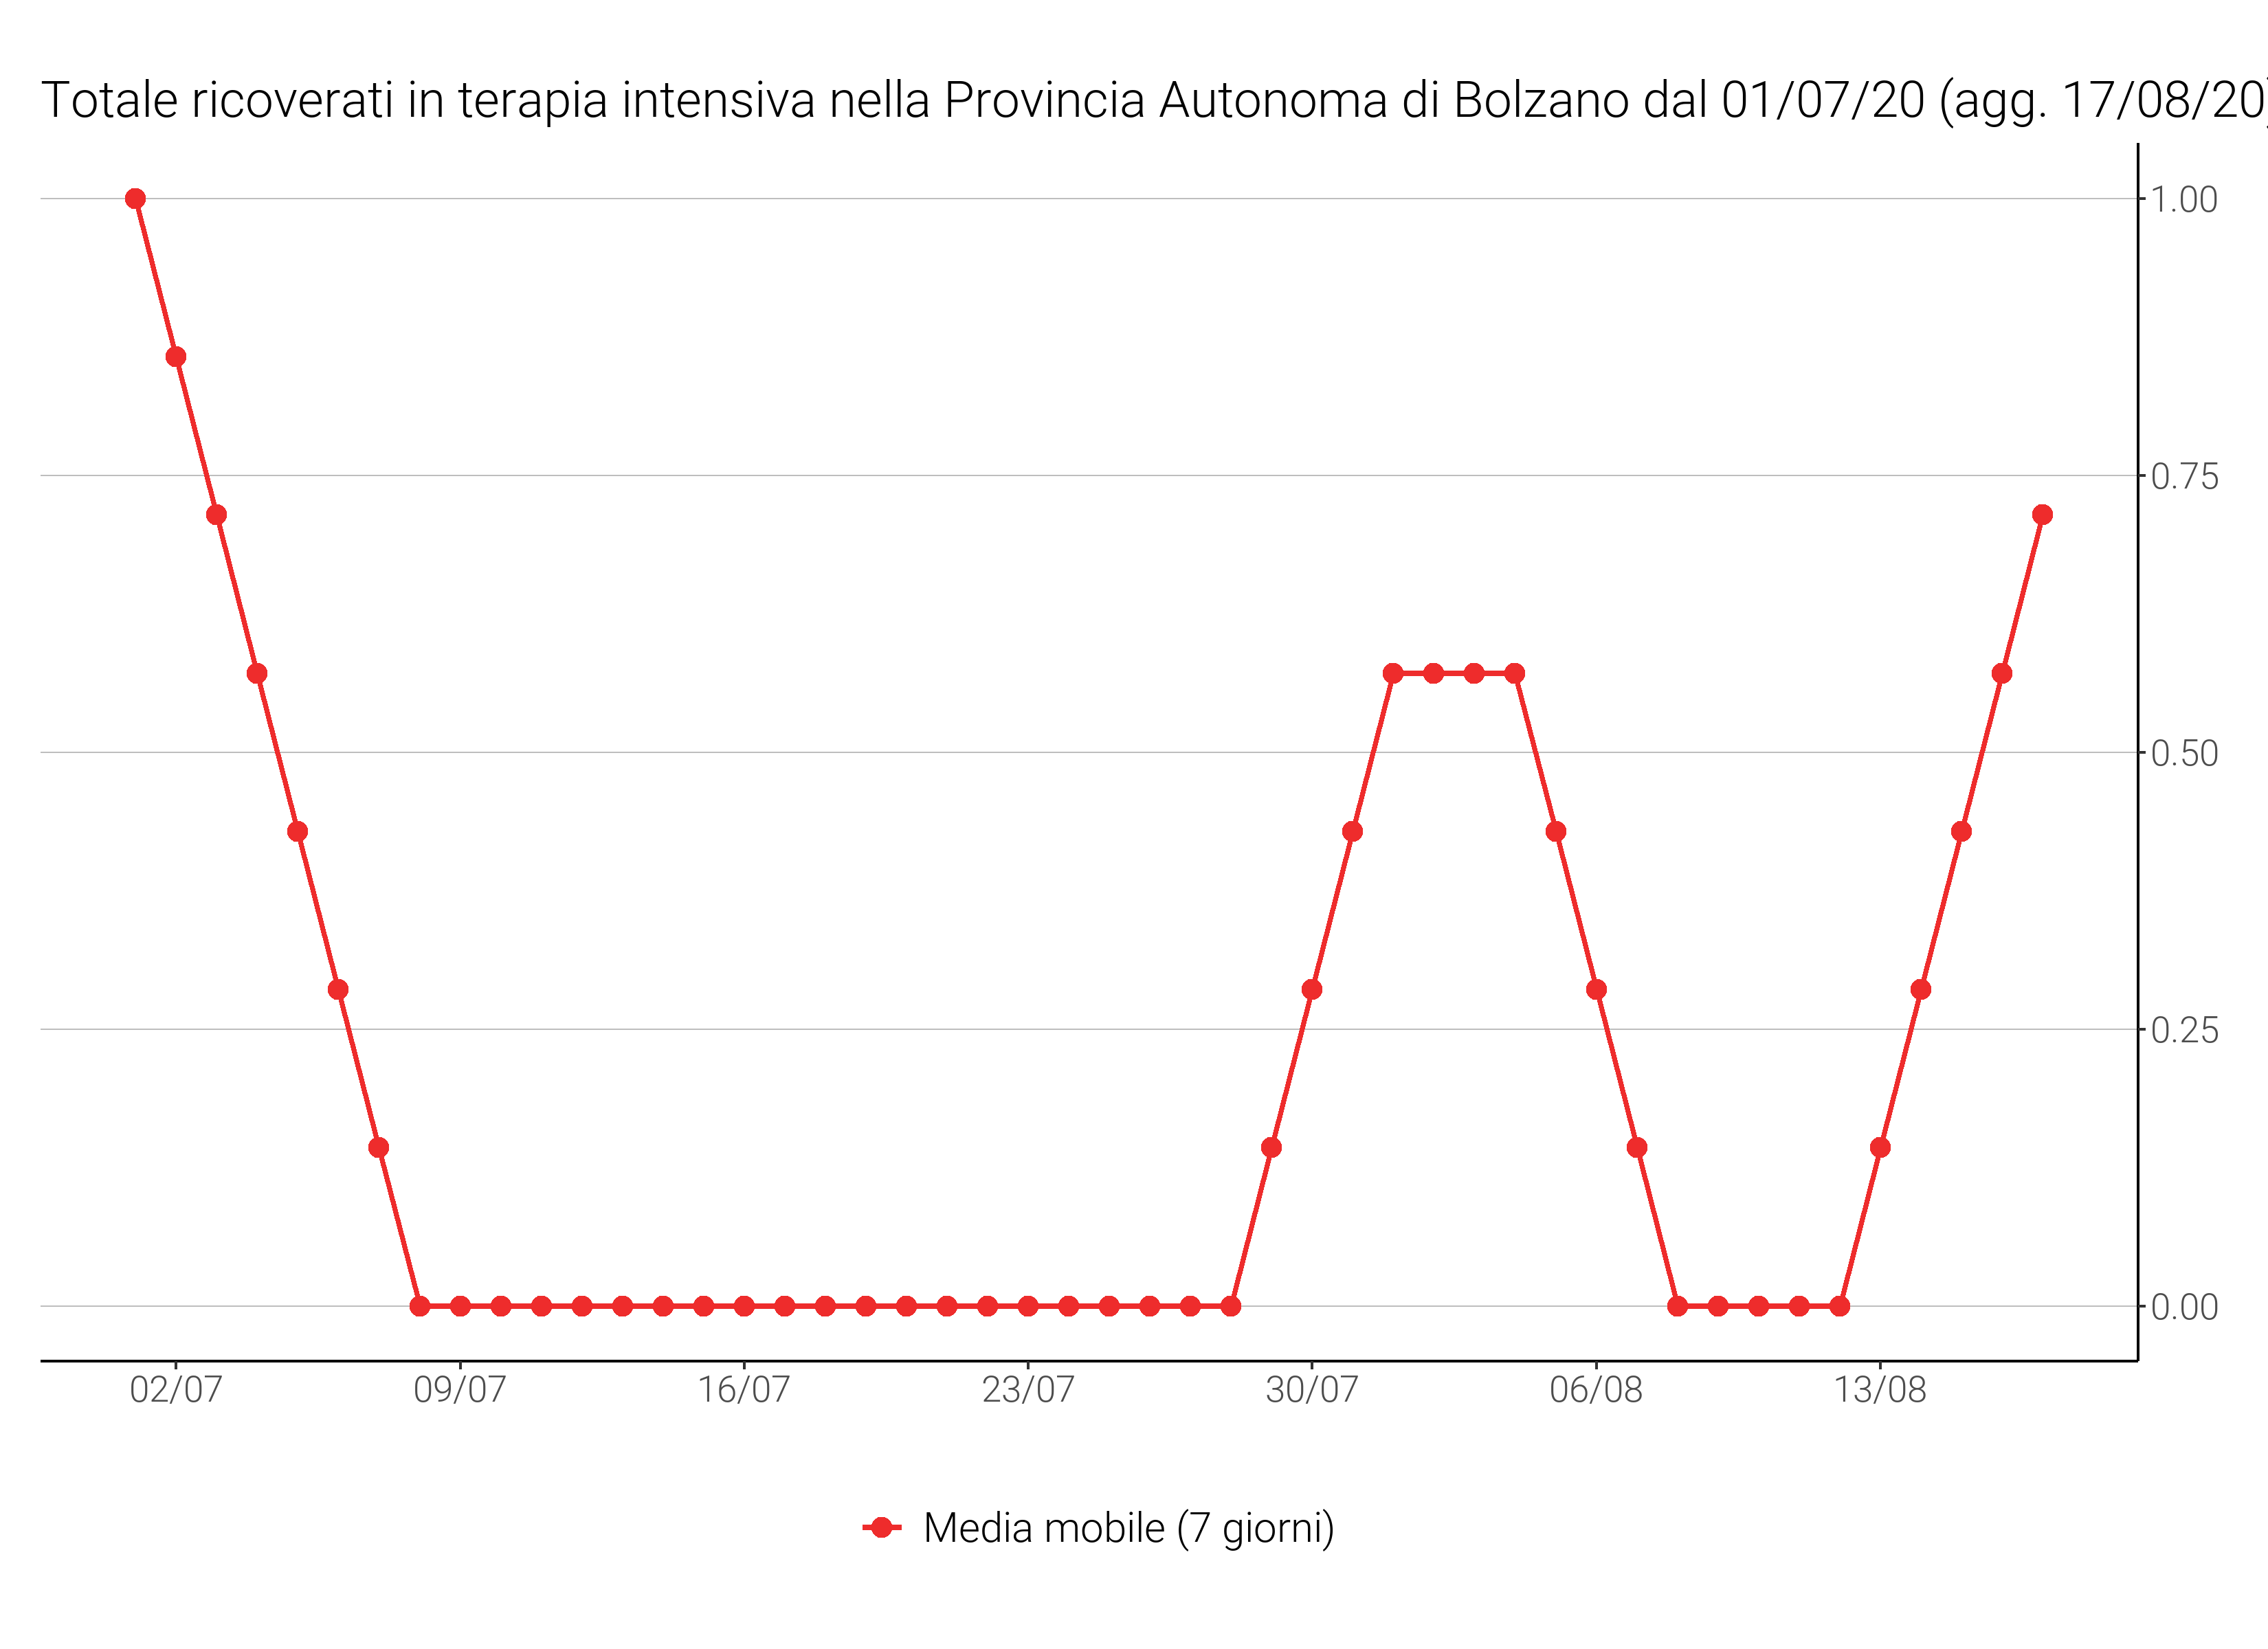 Totale ricoverati in terapia intensiva nella Provincia Autonoma di Bolzano dal 01/07/20 (agg. 17/08/20)
1.00
0.75
0.50
0.25
0.00
02/07 09/07 16/07 23/07 30/07 06/08 13/08
Media mobile (7 giorni)